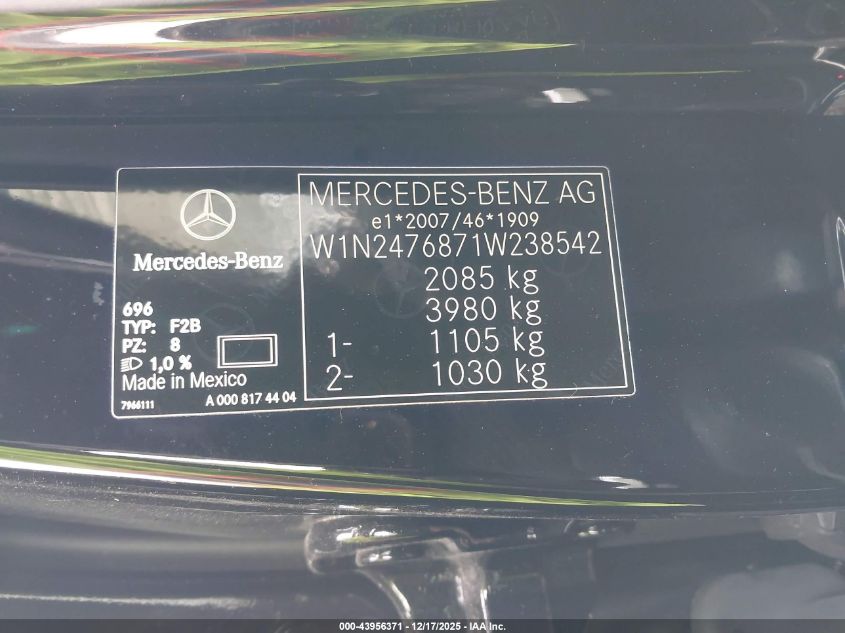 Mercedes-Benz
696
TYP: F2B
PZ: 8
1,0 %
Made in Mexico
7966111
A 000 817 44 04
MERCEDES-BENZ AG
e1*2007/46*1909
W1N2476871W238542
2085 kg
3980 kg
1- 1105 kg
2- 1030 kg
000-43956371 - 12/17/2025 - IAA Inc.